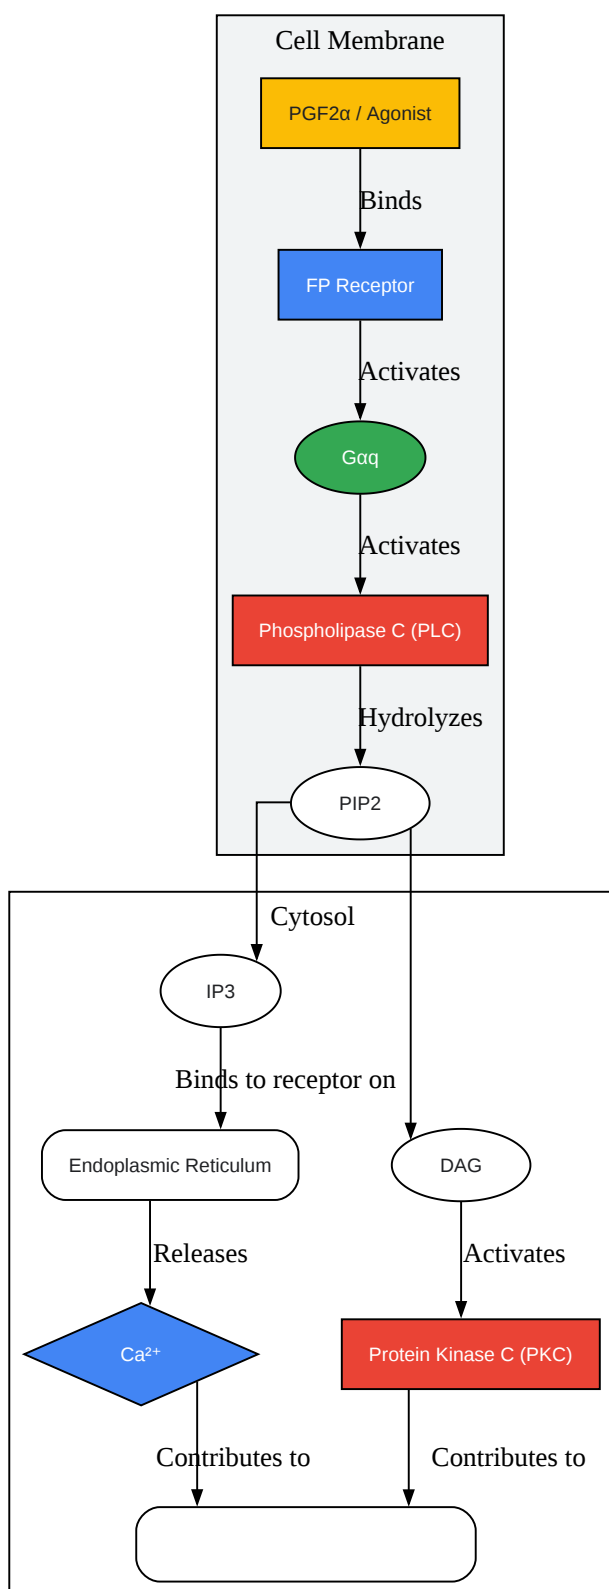 Cell Membrane
PGF2α / Agonist
Binds
FP Receptor
Activates
Gαq
Activates
Phospholipase C (PLC)
Hydrolyzes
PIP2
Cytosol
IP3
Binds to receptor on
Endoplasmic Reticulum
DAG
Releases
Activates
Ca²⁺
Protein Kinase C (PKC)
Contributes to
Contributes to